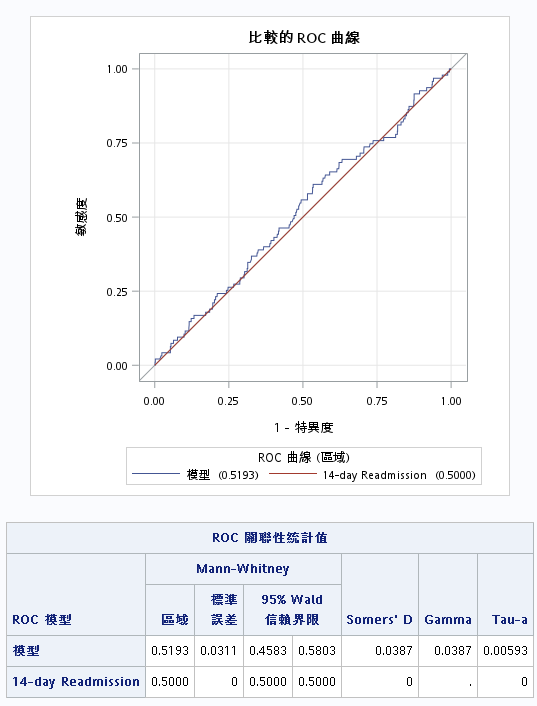 比較的 ROC 曲線
敏感度
1.00
0.75
0.50
0.25
0.00
0.00 0.25 0.50 0.75 1.00
1 - 特異度
ROC 曲線 (區域)
模型 (0.5193) 14-day Readmission (0.5000)
ROC 關聯性統計值
ROC 模型 Mann-Whitney Somers' D Gamma Tau-a
區域 標準誤差 95% Wald 信賴界限
模型 0.5193 0.0311 0.4583 0.5803 0.0387 0.0387 0.00593
14-day Readmission 0.5000 0 0.5000 0.5000 0 . 0